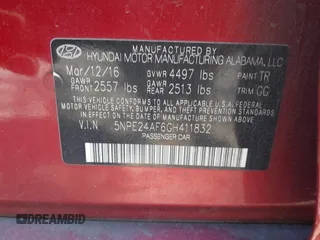 MANUFACTURED BY
HYUNDAI MOTOR MANUFACTURING ALABAMA, LLC
Mar/12/16 GVWR 4497 lbs PAINT TR
GAWR FRONT 2557 lbs GAWR REAR 2513 lbs TRIM GG
THIS VEHICLE CONFORMS TO ALL APPLICABLE FEDERAL
MOTOR VEHICLE SAFETY, BUMPER, AND THEFT
PREVENTION STANDARDS IN EFFECT ON THE DATE OF
MANUFACTURE SHOWN ABOVE.
V.I.N 5NPE24AF6GH411832
PASSENGER CAR
DREAMBID